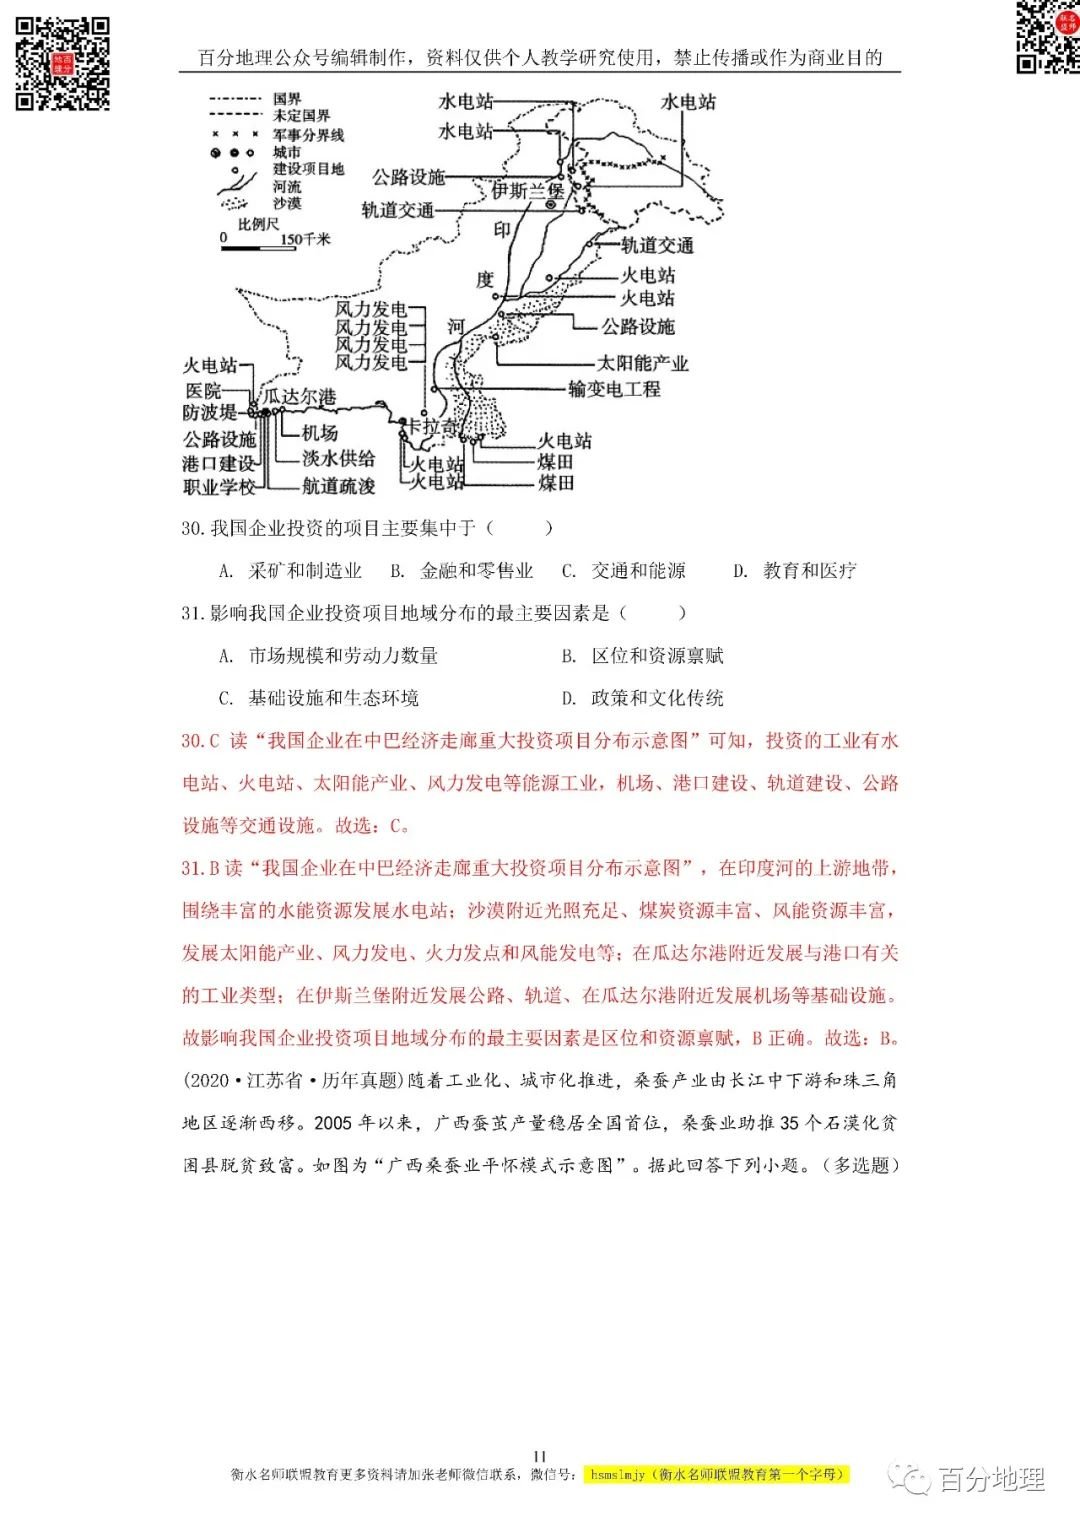 百分地理公众号编辑制作，资料仅供个人教学研究使用，禁止传播或作为商业目的
国界
未定国界
军事分界线
城市
建设项目地
河流
沙漠
比例尺
0 150千米
水电站
水电站
水电站
公路设施
伊斯兰堡
轨道交通
印
轨道交通
度
火电站
火电站
风力发电
风力发电
风力发电
风力发电
河
公路设施
太阳能产业
输变电工程
火电站
医院
瓜达尔港
防波堤
公路设施
机场
卡拉奇
港口建设
淡水供给
火电站
火电站
煤田
职业学校
航道疏浚
火电站
煤田
30.我国企业投资的项目主要集中于（ ）
A. 采矿和制造业 B. 金融和零售业 C. 交通和能源 D. 教育和医疗
31.影响我国企业投资项目地域分布的最主要因素是（ ）
A. 市场规模和劳动力数量 B. 区位和资源禀赋
C. 基础设施和生态环境 D. 政策和文化传统
30.C 读“我国企业在中巴经济走廊重大投资项目分布示意图”可知，投资的工业有水
电站、火电站、太阳能产业、风力发电等能源工业，机场、港口建设、轨道建设、公路
设施等交通设施。故选：C。
31.B读“我国企业在中巴经济走廊重大投资项目分布示意图”，在印度河的上游地带，
围绕丰富的水能资源发展水电站；沙漠附近光照充足、煤炭资源丰富、风能资源丰富，
发展太阳能产业、风力发电、火力发点和风能发电等；在瓜达尔港附近发展与港口有关
的工业类型；在伊斯兰堡附近发展公路、轨道、在瓜达尔港附近发展机场等基础设施。
故影响我国企业投资项目地域分布的最主要因素是区位和资源禀赋，B正确。故选：B。
(2020·江苏省·历年真题)随着工业化、城市化推进，桑蚕产业由长江中下游和珠三角
地区逐渐西移。2005年以来，广西蚕茧产量稳居全国首位，桑蚕业助推35个石漠化贫
困县脱贫致富。如图为“广西桑蚕业平怀模式示意图”。据此回答下列小题。（多选题）
11
衡水名师联盟教育更多资料请加张老师微信联系，微信号： hsmslmjy（衡水名师联盟教育第一个字母）
百分地理